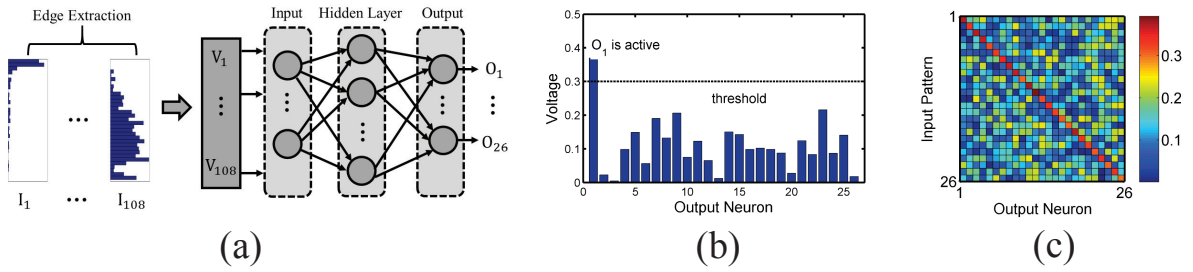 Edge Extraction
I1
•••
I108
V1
V108
Input
Hidden Layer
Output
O1
O26
(a)
0.5
0.4
0.3
0.2
0.1
0
Voltage
O1 is active
threshold
0
5
10
15
20
25
Output Neuron
(b)
1
26
Input Pattern
1
26
Output Neuron
0.3
0.2
0.1
(c)